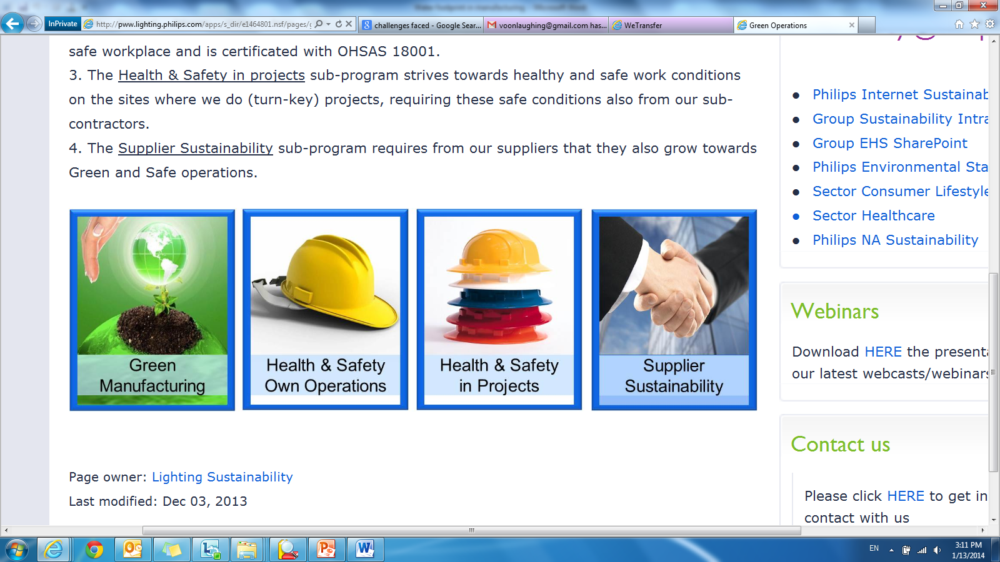 InPrivate
http://pww.lighting.philips.com/apps/s_dir/e1464801.nsf/pages/
challenges faced - Google Sear...
voonlaughing@gmail.com has...
WeTransfer
Green Operations
safe workplace and is certificated with OHSAS 18001.
3. The Health & Safety in projects sub-program strives towards healthy and safe work conditions
on the sites where we do (turn-key) projects, requiring these safe conditions also from our sub-
contractors.
4. The Supplier Sustainability sub-program requires from our suppliers that they also grow towards
Green and Safe operations.
Green
Manufacturing
Health & Safety
Own Operations
Health & Safety
in Projects
Supplier
Sustainability
Page owner: Lighting Sustainability
Last modified: Dec 03, 2013
Philips Internet Sustainab
Group Sustainability Intra
Group EHS SharePoint
Philips Environmental Sta
Sector Consumer Lifestyle
Sector Healthcare
Philips NA Sustainability
Webinars
Download HERE the presenta
our latest webcasts/webinars
Contact us
Please click HERE to get in
contact with us
EN
3:11 PM
1/13/2014